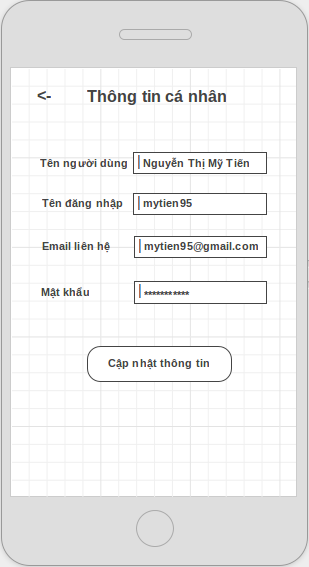 <- Thông tin cá nhân
Tên người dùng Nguyễn Thị Mỹ Tiên
Tên đăng nhập mytien95
Email liên hệ mytien95@gmail.com
Mật khẩu ***********
Cập nhật thông tin